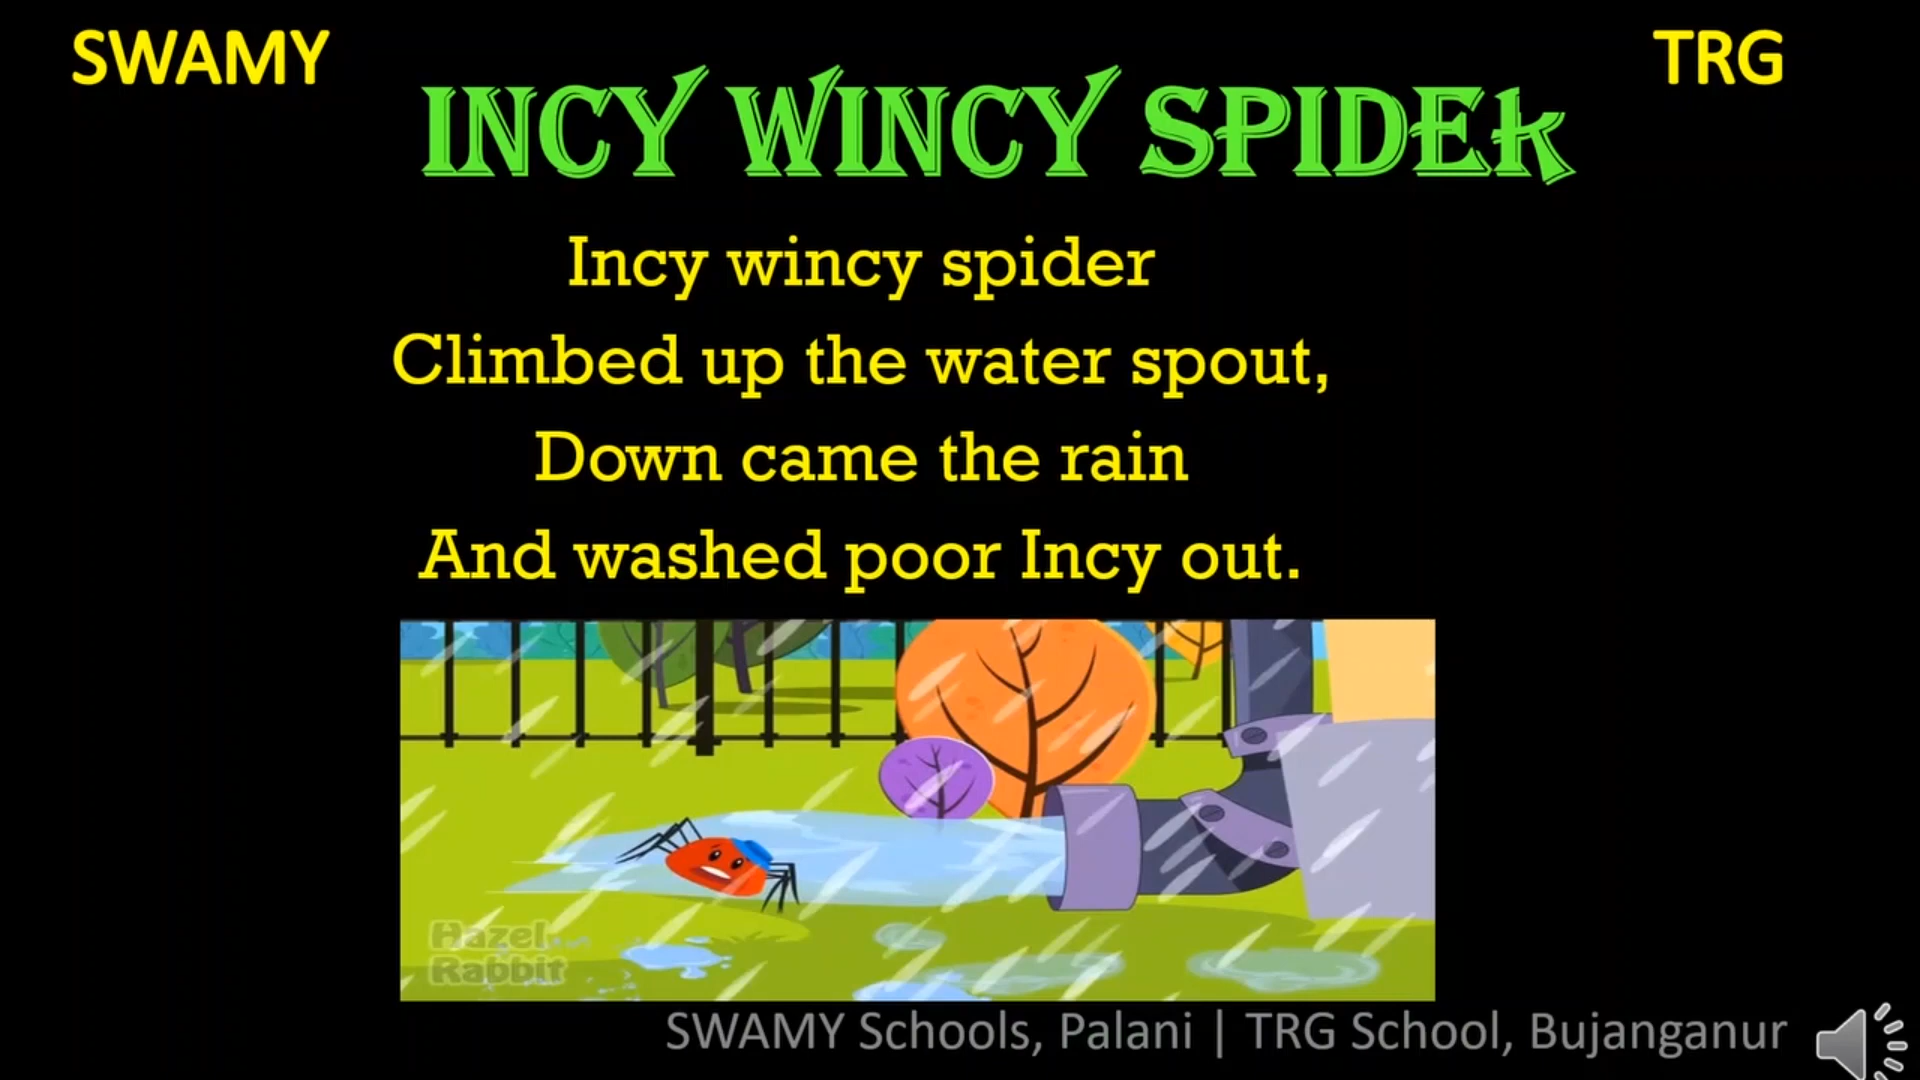 SWAMY
TRG
INCY WINCY SPIDER
Incy wincy spider
Climbed up the water spout,
Down came the rain
And washed poor Incy out.
Hazel
Rabbit
SWAMY Schools, Palani | TRG School, Bujanganur